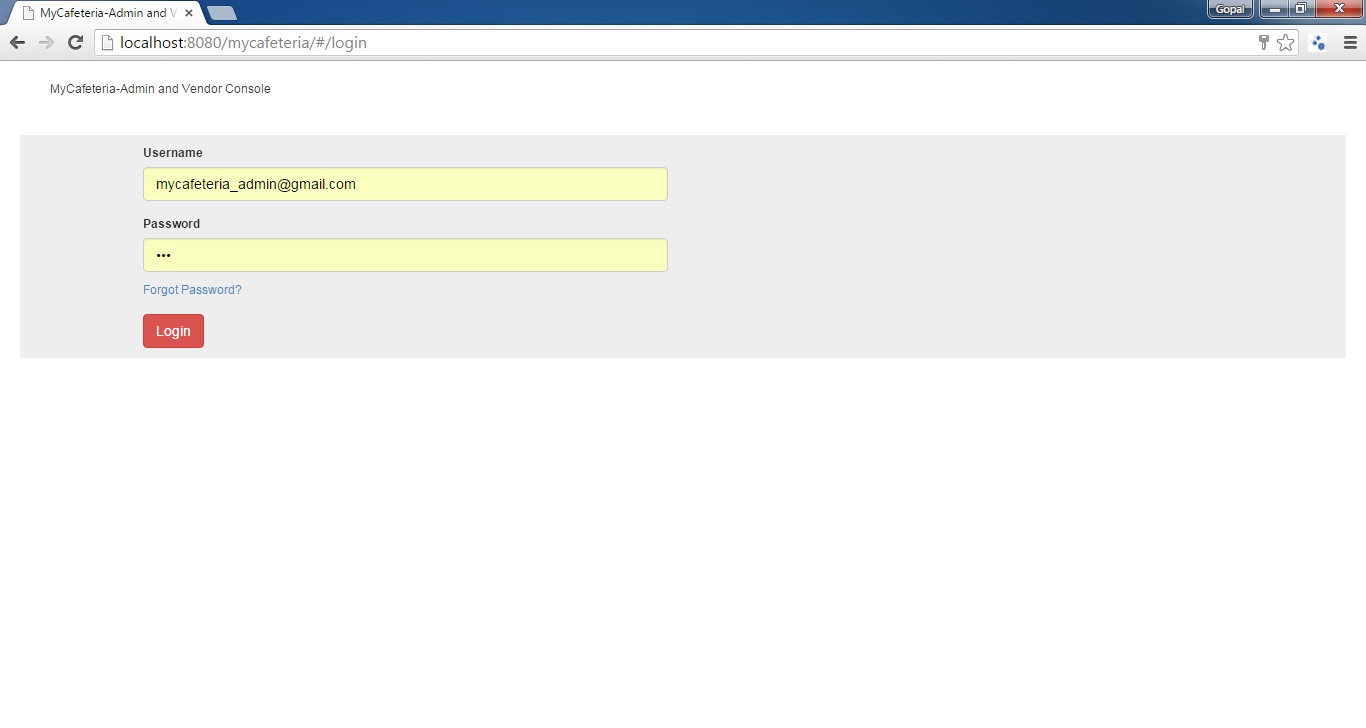 MyCafeteria-Admin and V
Gopal
localhost:8080/mycafeteria/#/login
MyCafeteria-Admin and Vendor Console
Username
mycafeteria_admin@gmail.com
Password
•••
Forgot Password?
Login